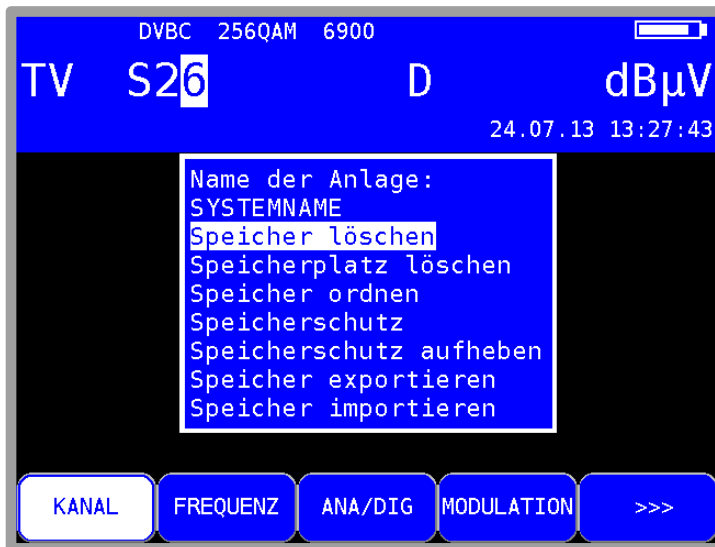 DVBC 256QAM 6900
TV S26 D dBµV
24.07.13 13:27:43
Name der Anlage:
SYSTEMNAME
Speicher löschen
Speicherplatz löschen
Speicher ordnen
Speicherschutz
Speicherschutz aufheben
Speicher exportieren
Speicher importieren
KANAL FREQUENZ ANA/DIG MODULATION >>>